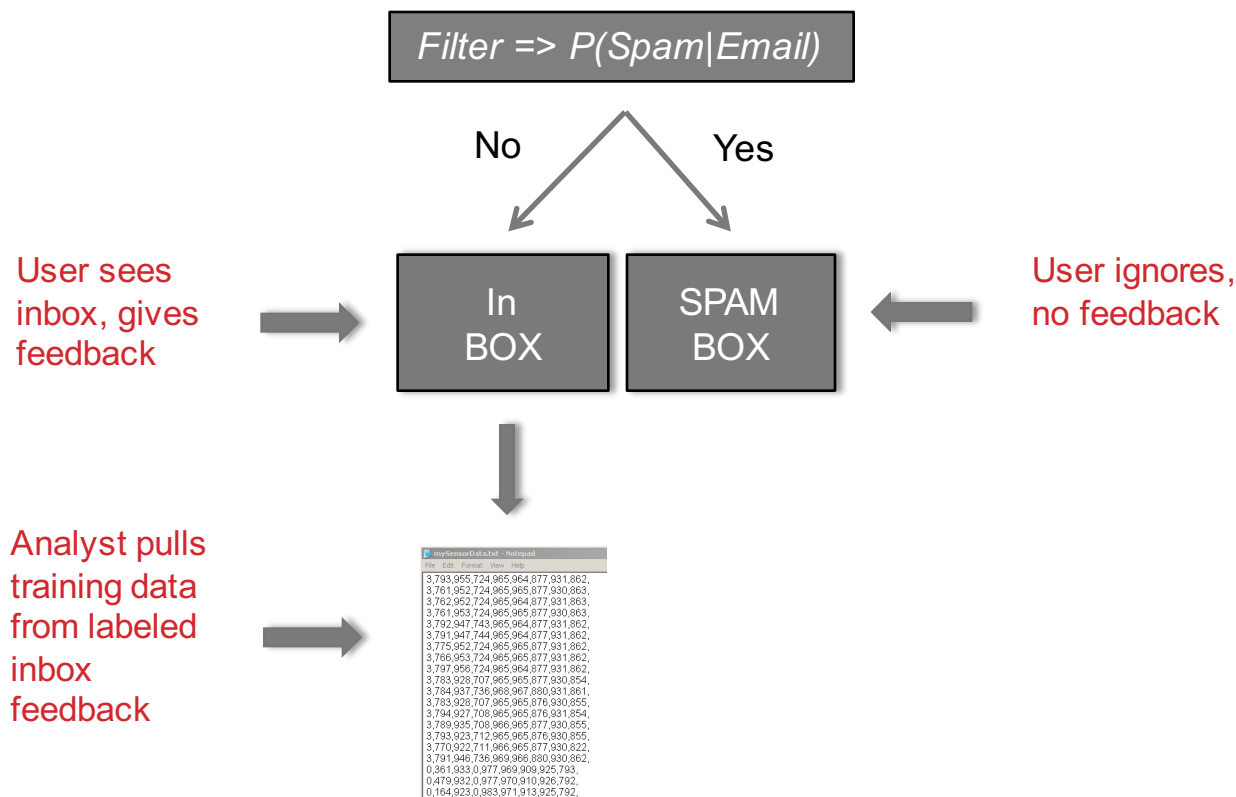 Filter => P(Spam|Email)
No
Yes
User sees
inbox, gives
feedback
In
BOX
SPAM
BOX
User ignores,
no feedback
Analyst pulls
training data
from labeled
inbox
feedback
mySensorData.txt - Notepad
File Edit Format View Help
3,793,955,724,965,964,877,931,862,
3,761,952,724,965,965,877,930,863,
3,762,952,724,965,964,877,931,863,
3,761,953,724,965,965,877,930,863,
3,792,947,743,965,964,877,931,862,
3,791,947,744,965,964,877,931,862,
3,775,952,724,965,965,877,931,862,
3,766,953,724,965,965,877,931,862,
3,797,956,724,965,964,877,931,862,
3,783,928,707,965,965,877,930,854,
3,784,937,736,968,967,880,931,861,
3,783,928,707,965,965,876,930,855,
3,794,927,708,965,965,876,931,854,
3,789,935,708,966,965,877,930,855,
3,793,923,712,965,965,876,930,855,
3,770,922,711,966,965,877,930,822,
3,791,946,736,969,966,880,930,862,
0,361,933,0,977,969,909,925,793,
0,479,932,0,977,970,910,926,792,
0,164,923,0,983,971,913,925,792,